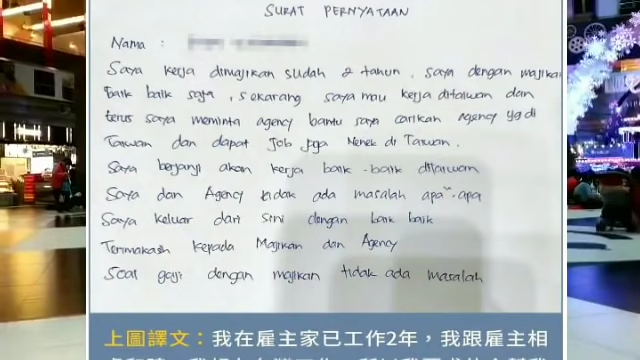 SURAT PERNYATAAN
Nama :
Saya kerja dimajikan sudah 2 tahun, saya dengan majikan
baik baik saja, sekarang saya mau kerja ditaiwan dan
terus saya meminta agency bantu saya carikan Agency yg di
Taiwan dan dapat Job Jaga Nenek di Taiwan.
Saya berjanji akan kerja baik-baik ditaiwan
Saya dan Agency tidak ada masalah apa-apa
Saya keluar dari sini dengan baik baik
Terimakasih kepada Majikan dan Agency
Soal gaji dengan majikan tidak ada masalah
上圖譯文：我在雇主家已工作2年，我跟雇主相